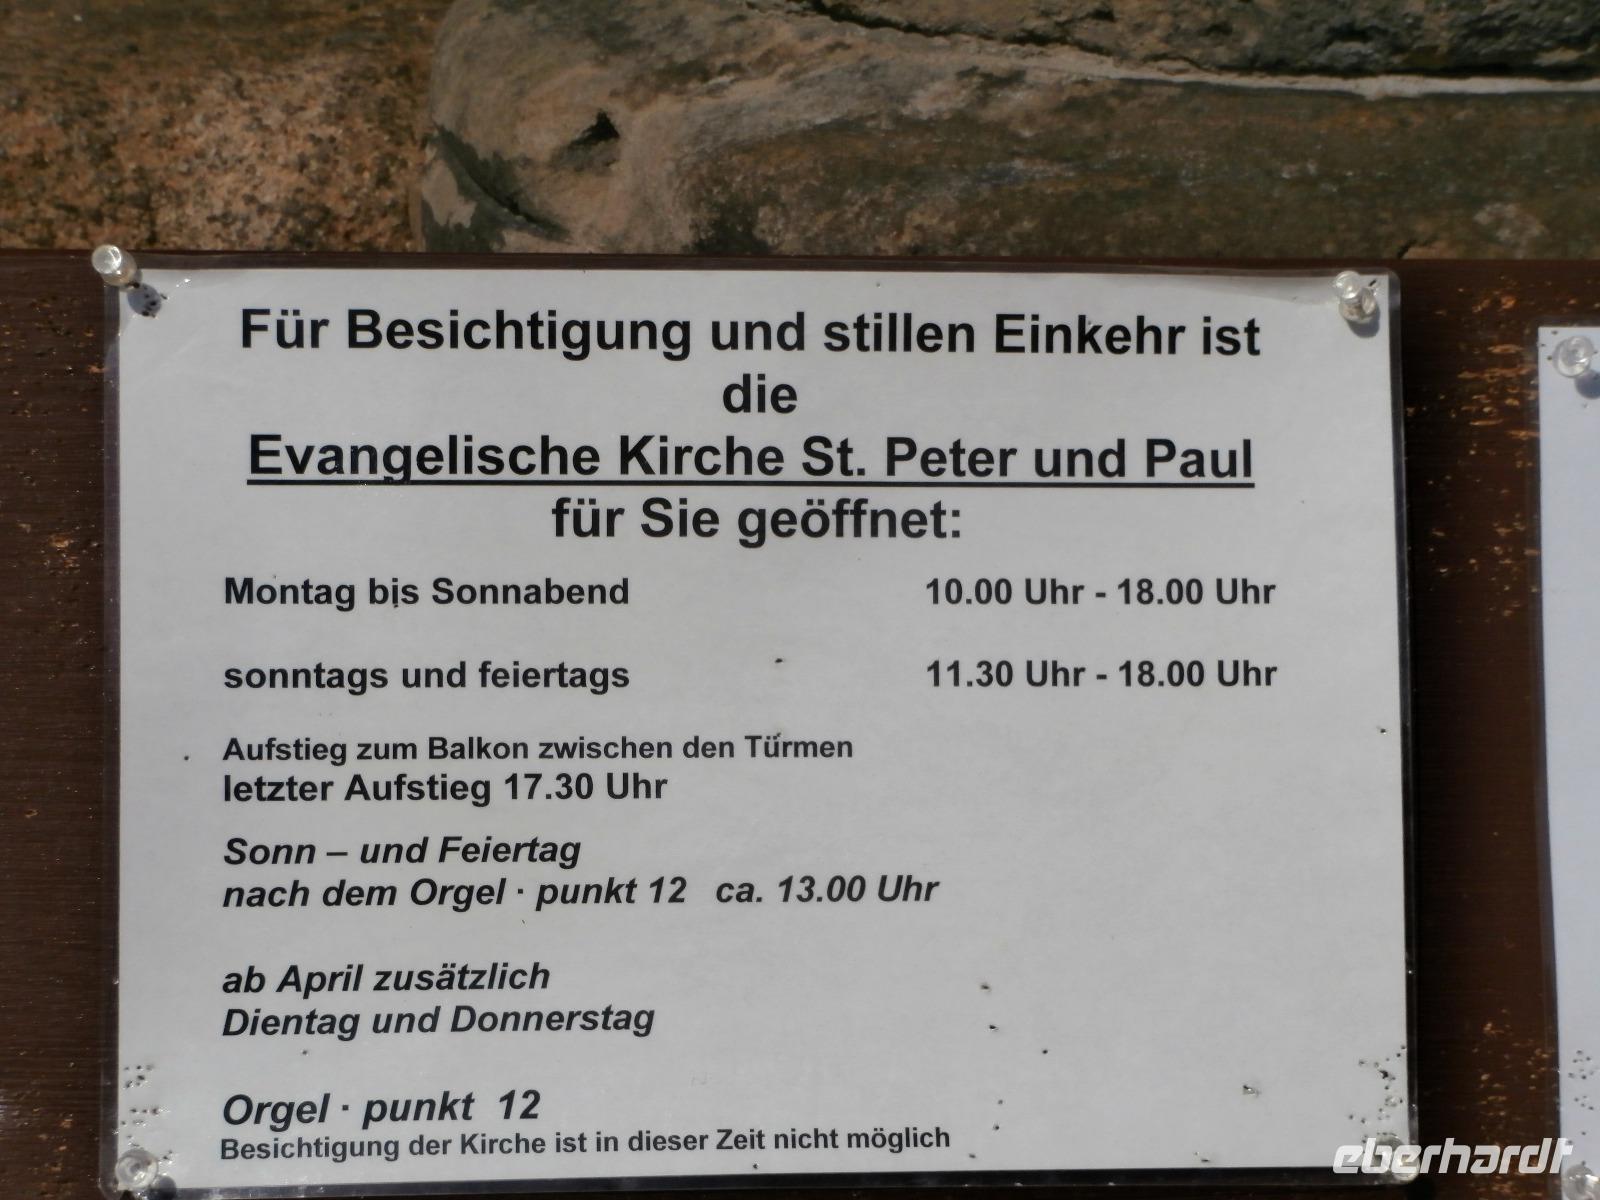 Für Besichtigung und stillen Einkehr ist
die
Evangelische Kirche St. Peter und Paul
für Sie geöffnet:
Montag bis Sonnabend 10.00 Uhr - 18.00 Uhr
sonntags und feiertags 11.30 Uhr - 18.00 Uhr
Aufstieg zum Balkon zwischen den Türmen
letzter Aufstieg 17.30 Uhr
Sonn – und Feiertag
nach dem Orgel · punkt 12 ca. 13.00 Uhr
ab April zusätzlich
Dientag und Donnerstag
Orgel · punkt 12
Besichtigung der Kirche ist in dieser Zeit nicht möglich
eberhardt